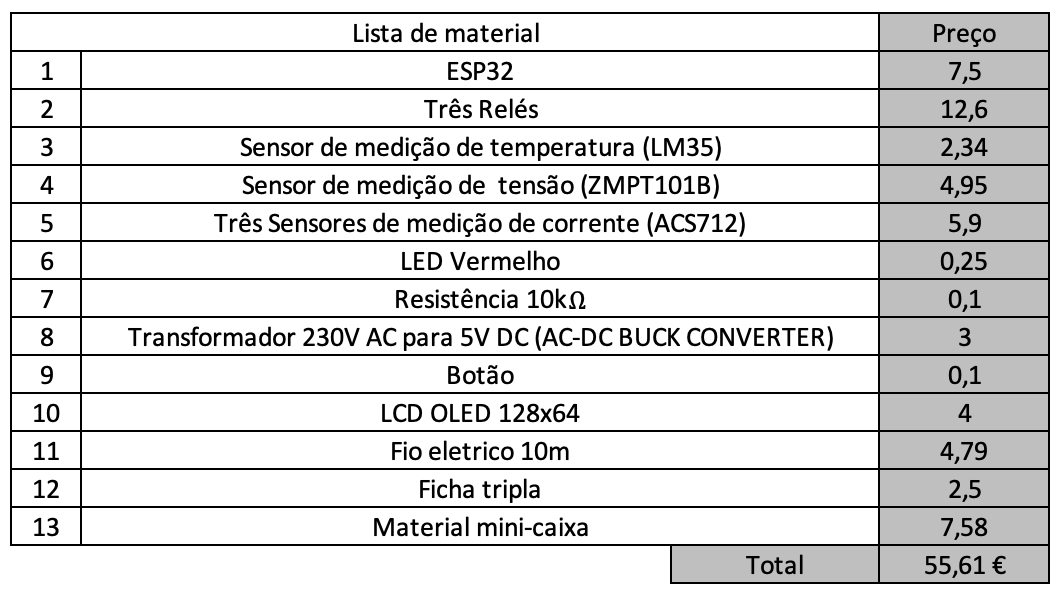 Lista de material Preço
1 ESP32 7,5
2 Três Relés 12,6
3 Sensor de medição de temperatura (LM35) 2,34
4 Sensor de medição de  tensão (ZMPT101B) 4,95
5 Três Sensores de medição de corrente (ACS712) 5,9
6 LED Vermelho 0,25
7 Resistência 10kΩ 0,1
8 Transformador 230V AC para 5V DC (AC-DC BUCK CONVERTER) 3
9 Botão 0,1
10 LCD OLED 128x64 4
11 Fio eletrico 10m 4,79
12 Ficha tripla 2,5
13 Material mini-caixa 7,58
Total 55,61 €